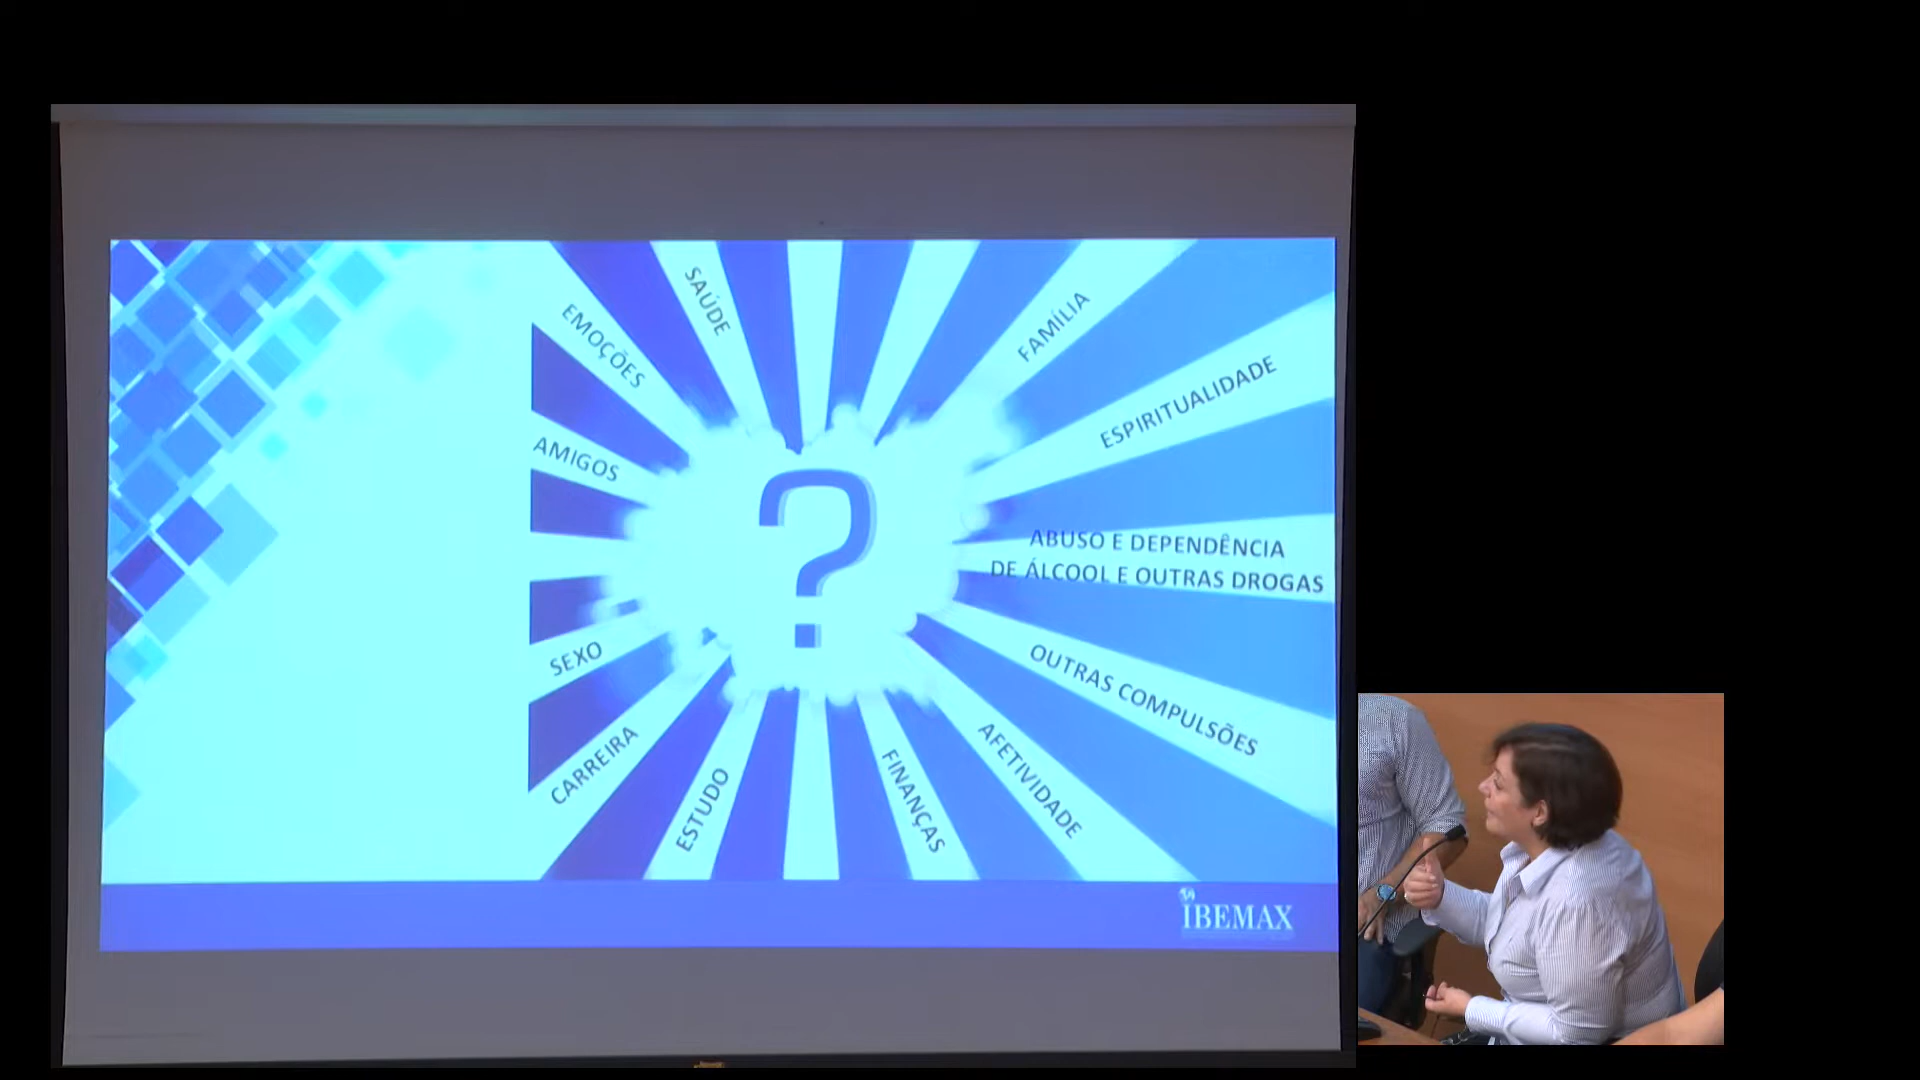 SAÚDE
EMOÇÕES
FAMÍLIA
ESPIRITUALIDADE
AMIGOS
?
ABUSO E DEPENDÊNCIA
DE ÁLCOOL E OUTRAS DROGAS
SEXO
OUTRAS COMPULSÕES
CARREIRA
ESTUDO
FINANÇAS
AFETIVIDADE
IBEMAX